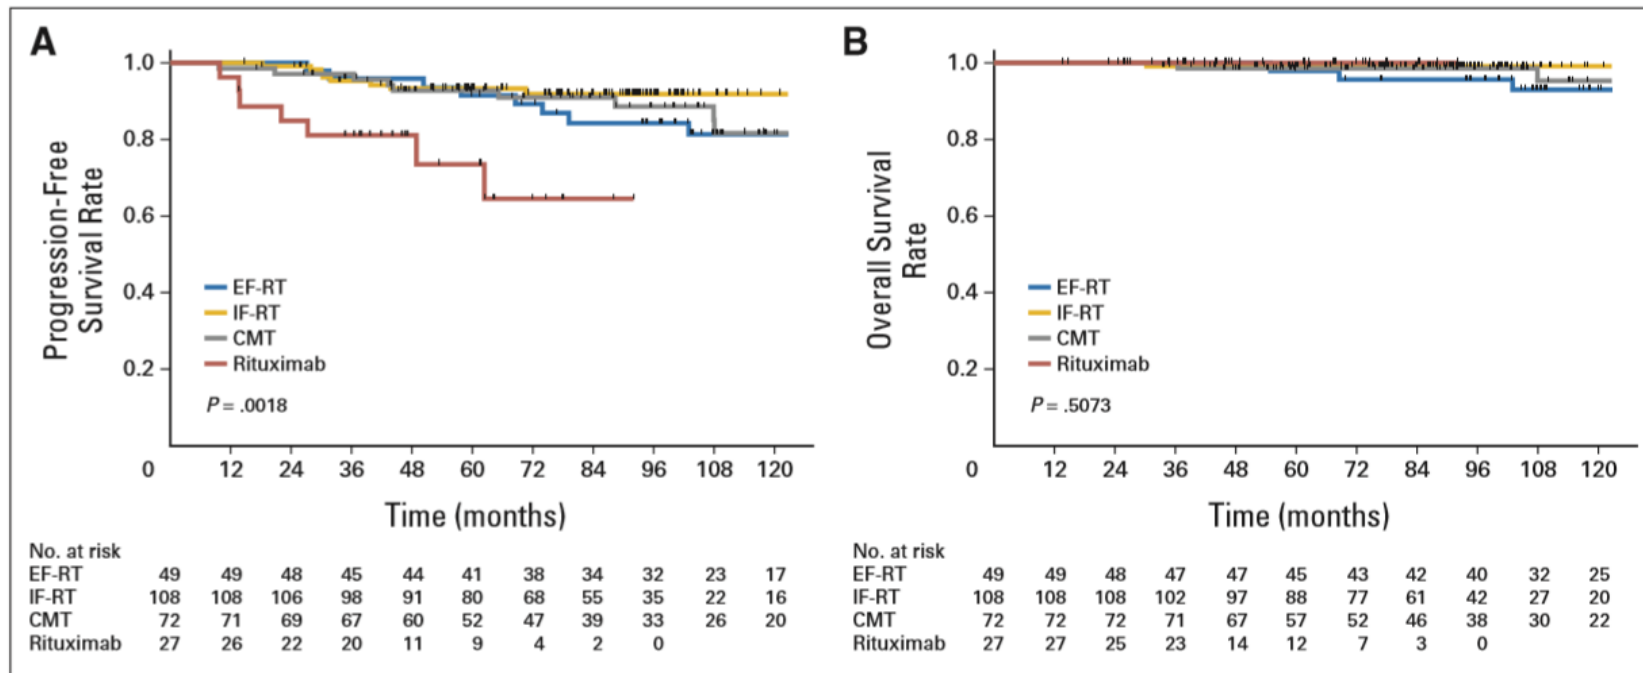 A
Progression-Free
Survival Rate
1.0
0.8
0.6
0.4
0.2
EF-RT
IF-RT
CMT
Rituximab
P = .0018
0 12 24 36 48 60 72 84 96 108 120
Time (months)
No. at risk
EF-RT 49 49 48 45 44 41 38 34 32 23 17
IF-RT 108 108 106 98 91 80 68 55 35 22 16
CMT 72 71 69 67 60 52 47 39 33 26 20
Rituximab 27 26 22 20 11 9 4 2 0
B
Overall Survival
Rate
1.0
0.8
0.6
0.4
0.2
EF-RT
IF-RT
CMT
Rituximab
P = .5073
0 12 24 36 48 60 72 84 96 108 120
Time (months)
No. at risk
EF-RT 49 49 48 47 47 45 43 42 40 32 25
IF-RT 108 108 108 102 97 88 77 61 42 27 20
CMT 72 72 72 71 67 57 52 46 38 30 22
Rituximab 27 27 25 23 14 12 7 3 0